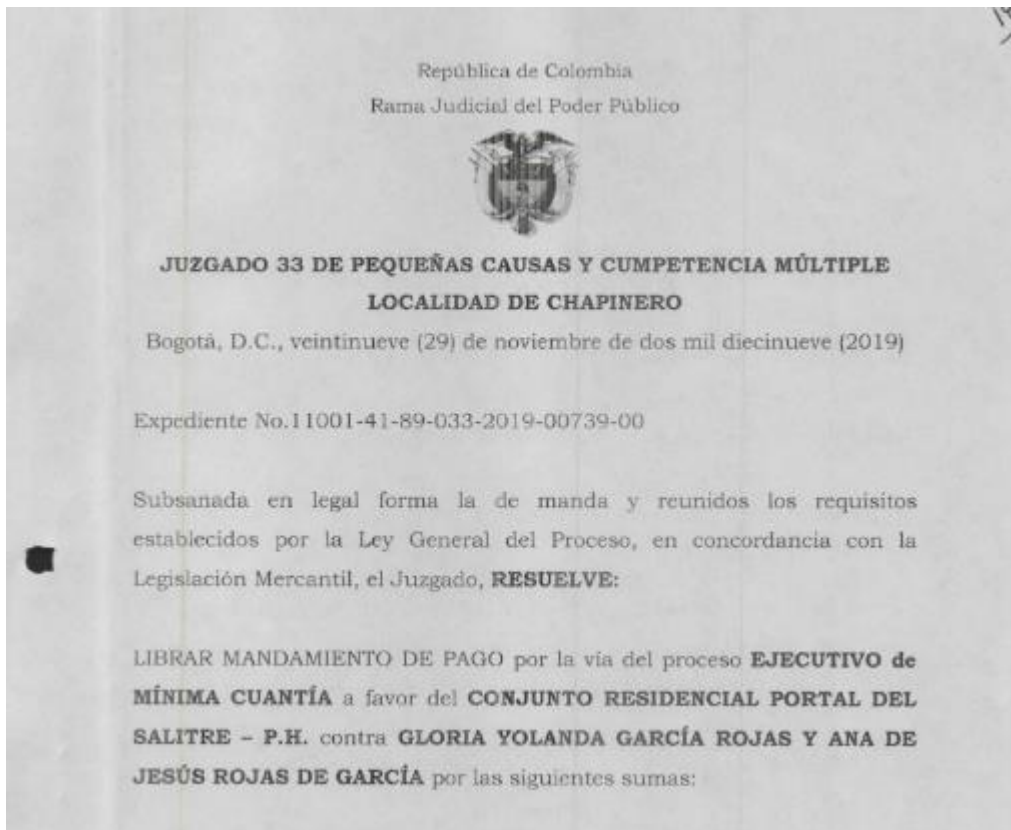 República de Colombia
Rama Judicial del Poder Público
JUZGADO 33 DE PEQUEÑAS CAUSAS Y CUMPETENCIA MÚLTIPLE
LOCALIDAD DE CHAPINERO
Bogotá, D.C., veintinueve (29) de noviembre de dos mil diecinueve (2019)
Expediente No.11001-41-89-033-2019-00739-00
Subsanada en legal forma la de manda y reunidos los requisitos
establecidos por la Ley General del Proceso, en concordancia con la
Legislación Mercantil, el Juzgado, RESUELVE:
LIBRAR MANDAMIENTO DE PAGO por la vía del proceso EJECUTIVO de
MÍNIMA CUANTÍA a favor del CONJUNTO RESIDENCIAL PORTAL DEL
SALITRE – P.H. contra GLORIA YOLANDA GARCÍA ROJAS Y ANA DE
JESÚS ROJAS DE GARCÍA por las siguientes sumas: